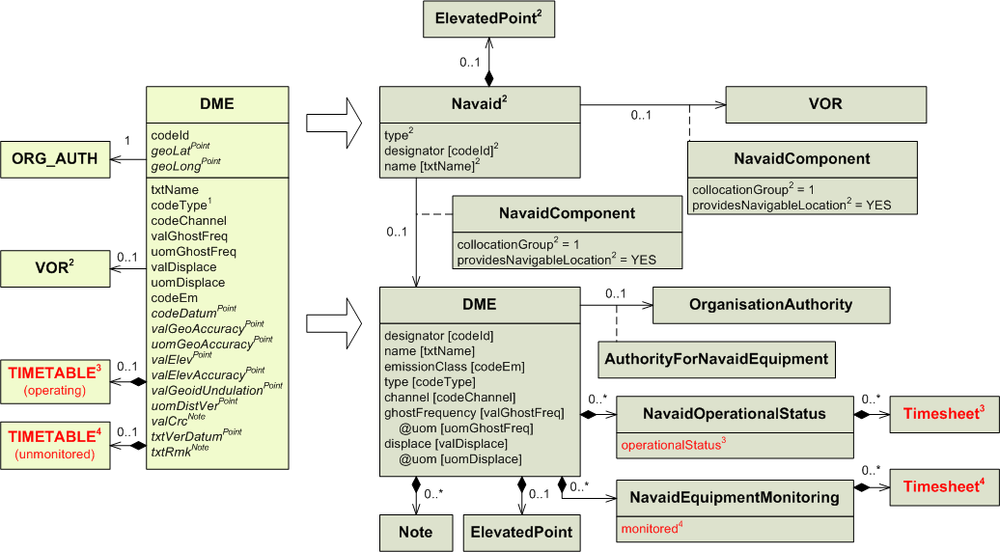 ElevatedPoint²
0..1
DME
codeId
geoLat^Point
geoLong^Point
txtName
codeType¹
codeChannel
valGhostFreq
uomGhostFreq
valDisplace
uomDisplace
codeEm
codeDatum^Point
valGeoAccuracy^Point
uomGeoAccuracy^Point
valElev^Point
valElevAccuracy^Point
valGeoidUndulation^Point
uomDistVer^Point
valCrc^Note
txtVerDatum^Point
txtRmk^Note
1
ORG_AUTH
0..1
VOR²
0..1
TIMETABLE³
(operating)
0..1
TIMETABLE⁴
(unmonitored)
Navaid²
type²
designator [codeId]²
name [txtName]²
0..1
VOR
NavaidComponent
collocationGroup² = 1
providesNavigableLocation² = YES
NavaidComponent
collocationGroup² = 1
providesNavigableLocation² = YES
0..1
DME
designator [codeId]
name [txtName]
emissionClass [codeEm]
type [codeType]
channel [codeChannel]
ghostFrequency [valGhostFreq]
@uom [uomGhostFreq]
displace [valDisplace]
@uom [uomDisplace]
0..1
OrganisationAuthority
AuthorityForNavaidEquipment
0..*
NavaidOperationalStatus
operationalStatus³
0..*
Timesheet³
0..*
NavaidEquipmentMonitoring
monitored⁴
0..*
Timesheet⁴
0..*
Note
0..1
ElevatedPoint